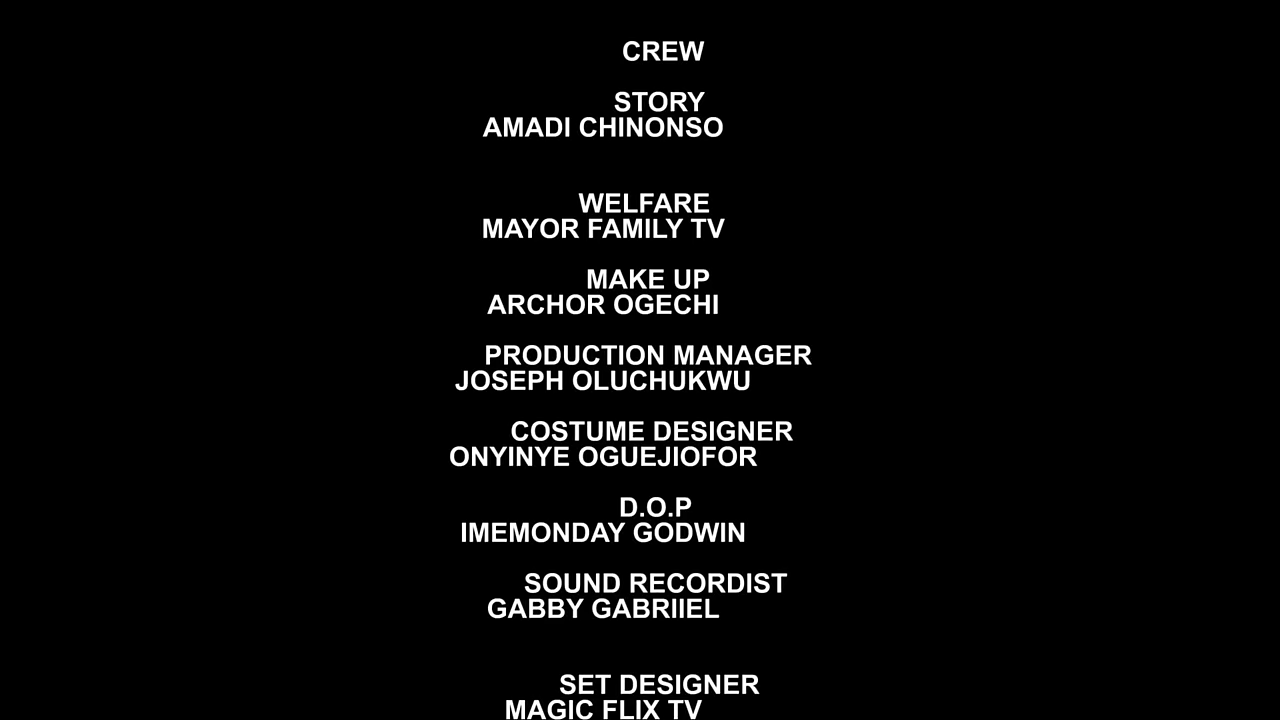 CREW
STORY
AMADI CHINONSO
WELFARE
MAYOR FAMILY TV
MAKE UP
ARCHOR OGECHI
PRODUCTION MANAGER
JOSEPH OLUCHUKWU
COSTUME DESIGNER
ONYINYE OGUEJIOFOR
D.O.P
IMEMONDAY GODWIN
SOUND RECORDIST
GABBY GABRIIEL
SET DESIGNER
MAGIC FLIX TV